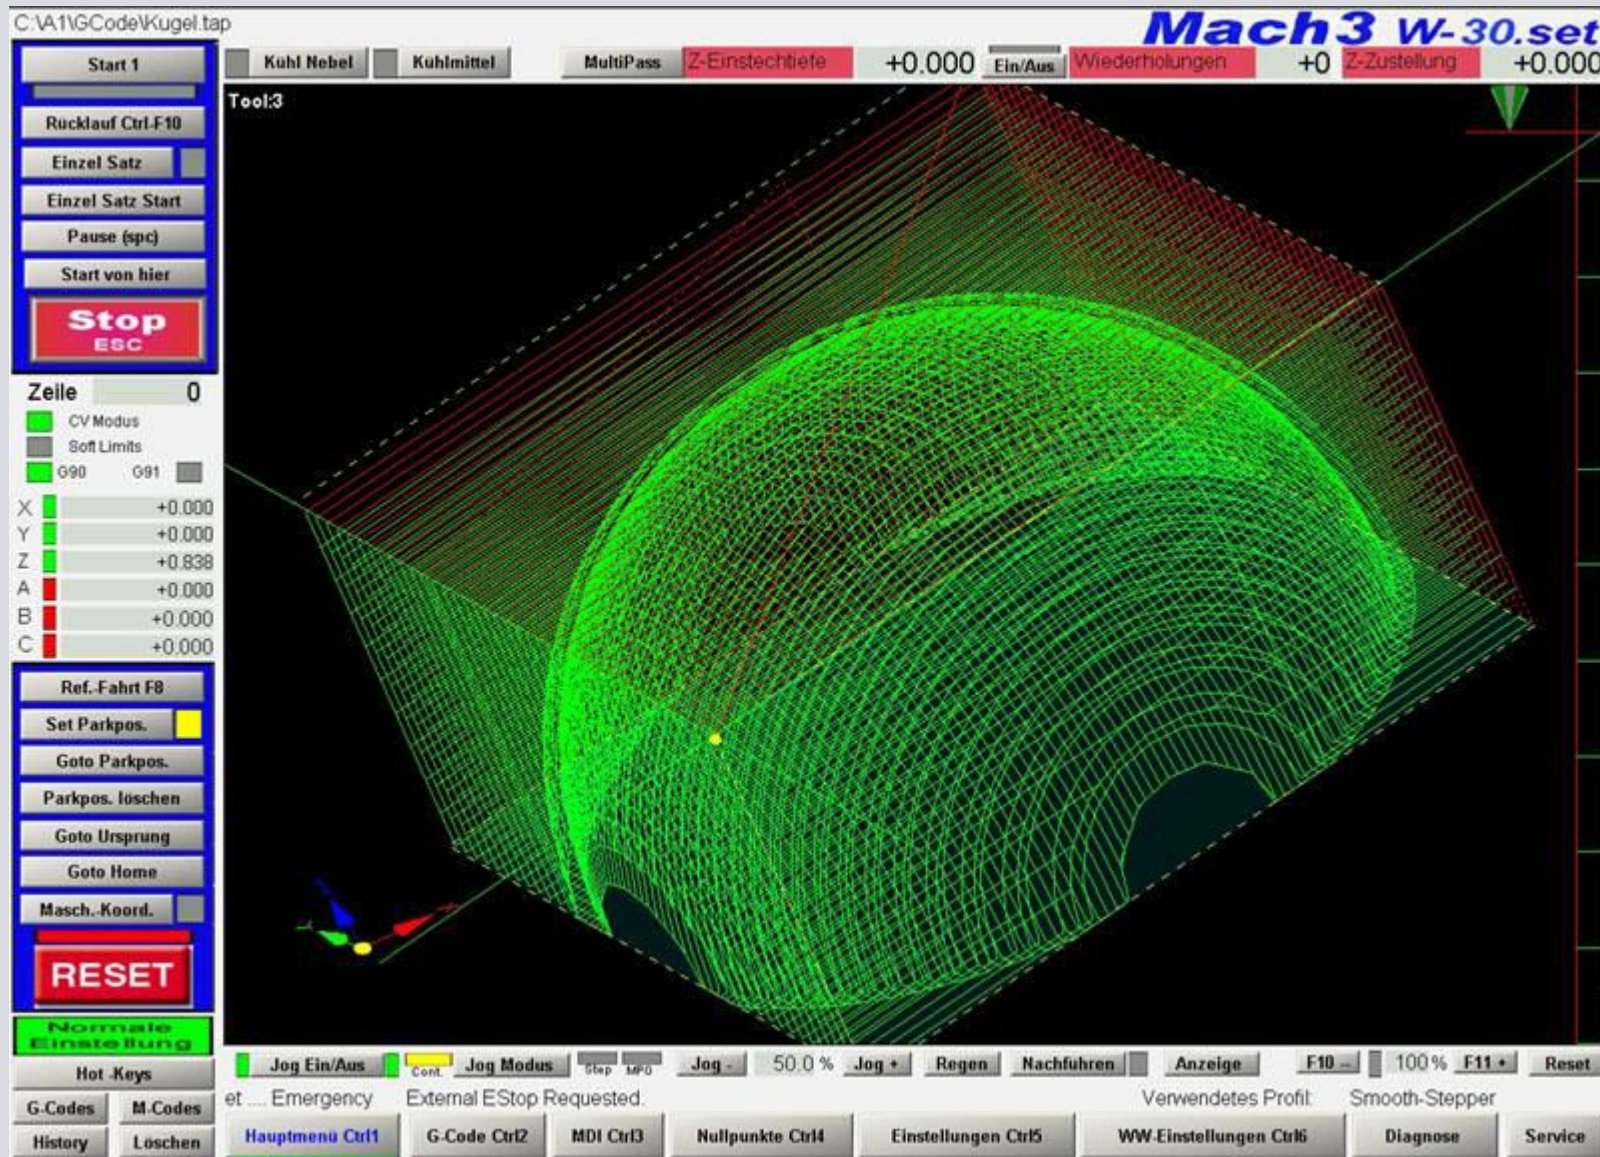 C:\A1\GCode\Kugel.tap
Mach3 W-30.set
Start 1
Kühl Nebel
Kühlmittel
MultiPass
Z-Einstechtiefe
+0.000
Ein/Aus
Wiederholungen
+0
Z-Zustellung
+0.000
Tool:3
Rücklauf Ctrl-F10
Einzel Satz
Einzel Satz Start
Pause (spc)
Start von hier
Stop
ESC
Zeile 0
CV Modus
Soft Limits
G90 G91
X +0.000
Y +0.000
Z +0.838
A +0.000
B +0.000
C +0.000
Ref.-Fahrt F8
Set Parkpos.
Goto Parkpos.
Parkpos. löschen
Goto Ursprung
Goto Home
Masch.-Koord.
RESET
Normale
Einstellung
Hot -Keys
G-Codes
M-Codes
History
Löschen
Jog Ein/Aus
Cont.
Jog Modus
Step
MPG
Jog -
50.0 %
Jog +
Regen
Nachführen
Anzeige
F10 -
100 %
F11 +
Reset
et .... Emergency
External EStop Requested.
Verwendetes Profil:
Smooth-Stepper
Hauptmenü Ctrl1
G-Code Ctrl2
MDI Ctrl3
Nullpunkte Ctrl4
Einstellungen Ctrl5
WW-Einstellungen Ctrl6
Diagnose
Service